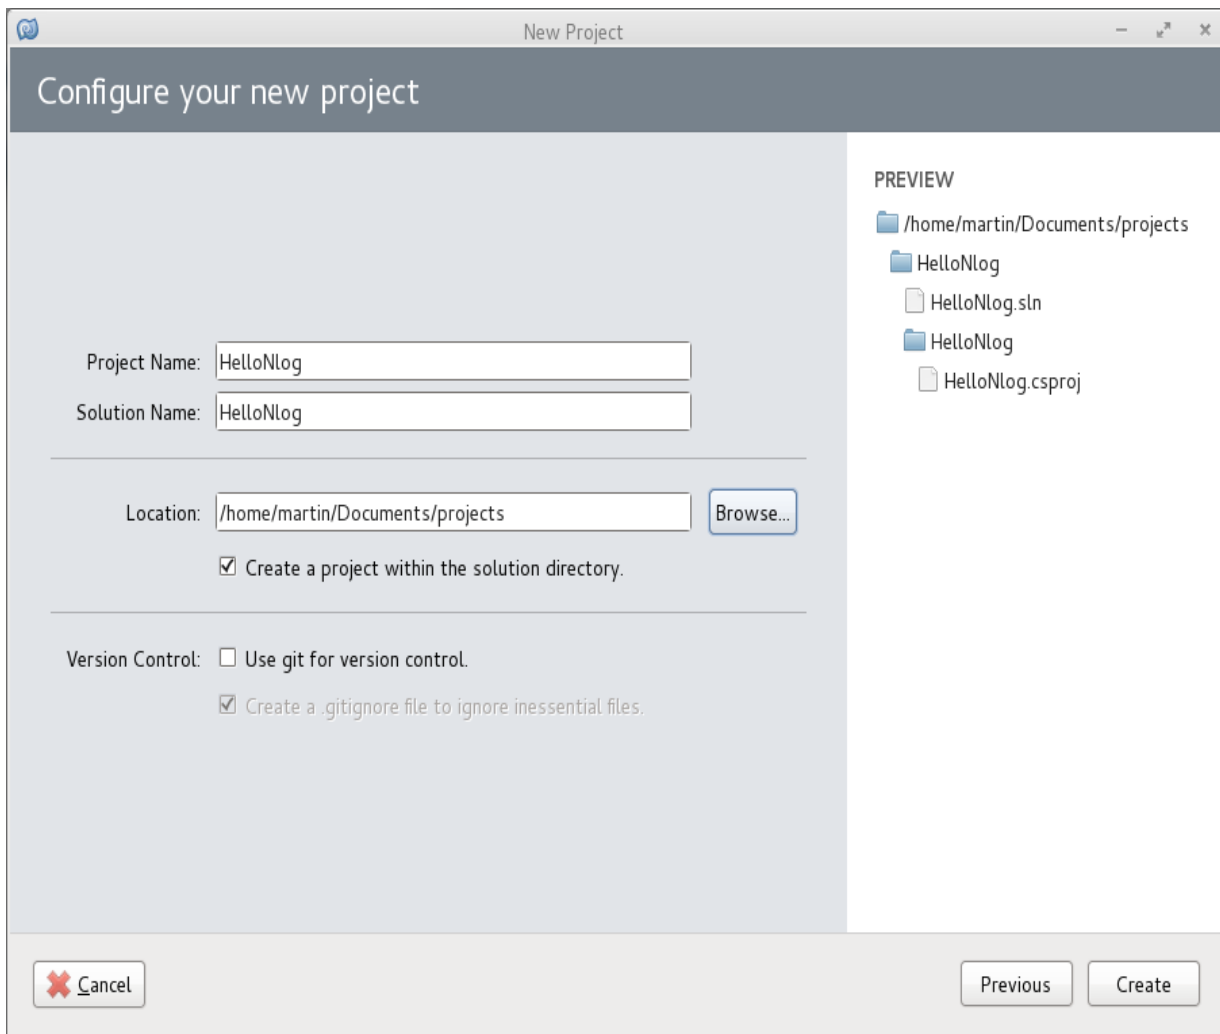 New Project
Configure your new project
Project Name: HelloNlog
Solution Name: HelloNlog
Location: /home/martin/Documents/projects Browse...
Create a project within the solution directory.
Version Control: Use git for version control.
Create a .gitignore file to ignore inessential files.
PREVIEW
/home/martin/Documents/projects
HelloNlog
HelloNlog.sln
HelloNlog
HelloNlog.csproj
Cancel Previous Create